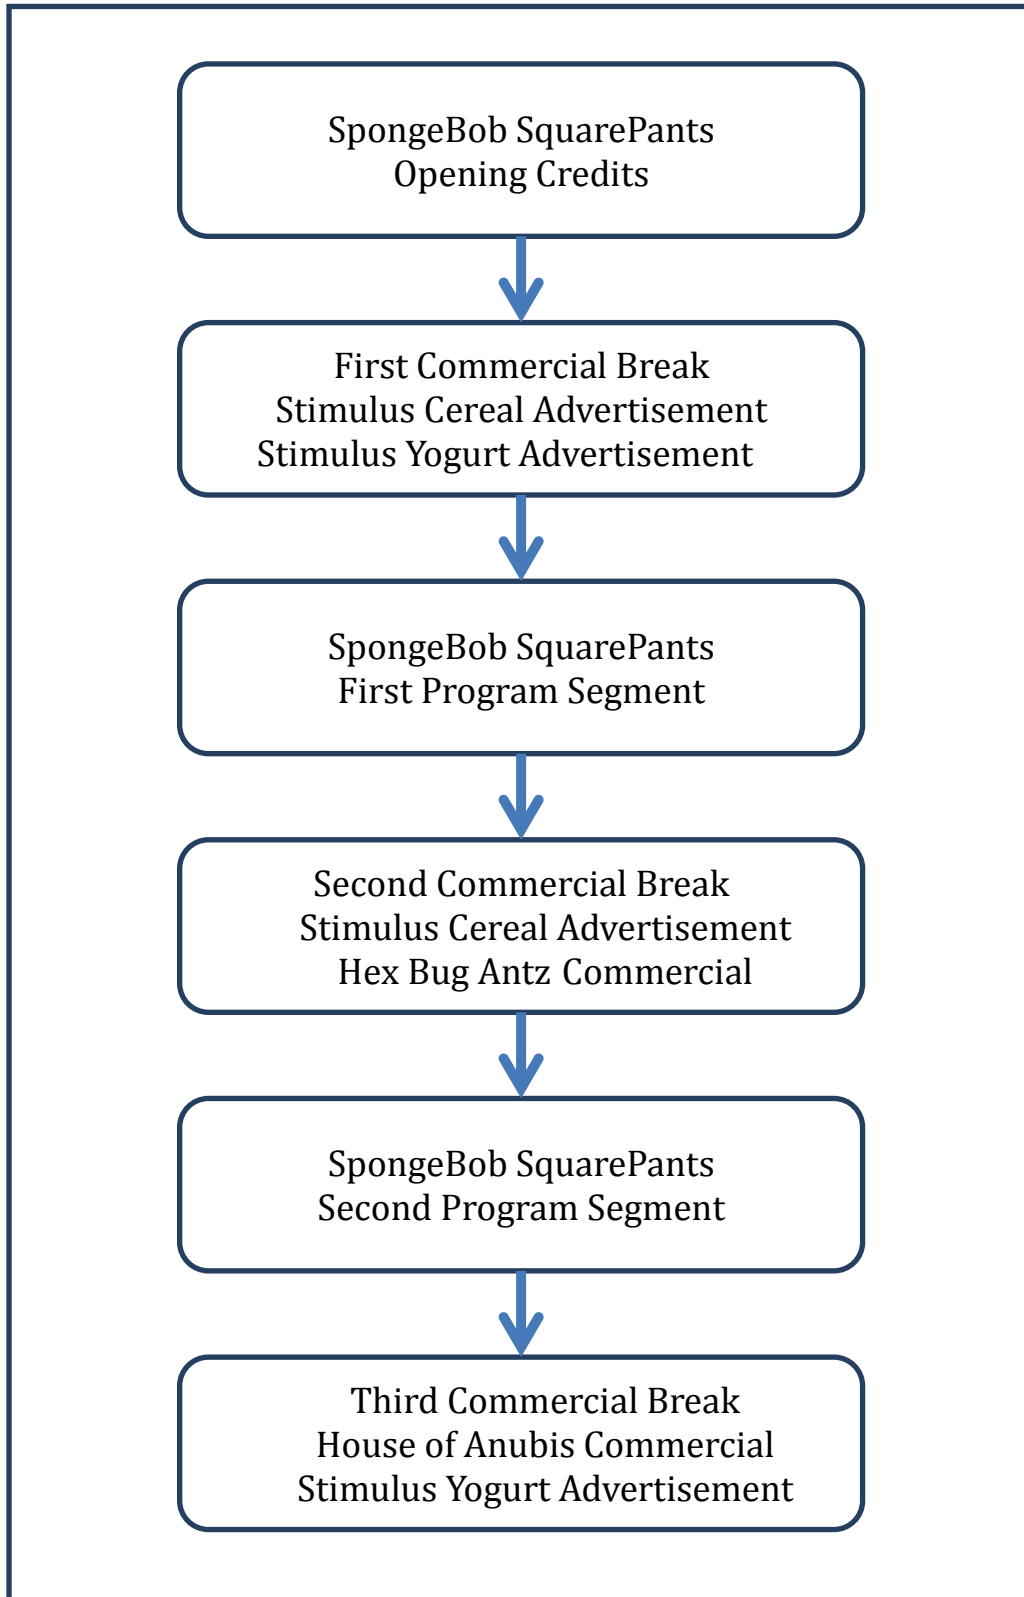 SpongeBob SquarePants
Opening Credits
First Commercial Break
Stimulus Cereal Advertisement
Stimulus Yogurt Advertisement
SpongeBob SquarePants
First Program Segment
Second Commercial Break
Stimulus Cereal Advertisement
Hex Bug Antz Commercial
SpongeBob SquarePants
Second Program Segment
Third Commercial Break
House of Anubis Commercial
Stimulus Yogurt Advertisement